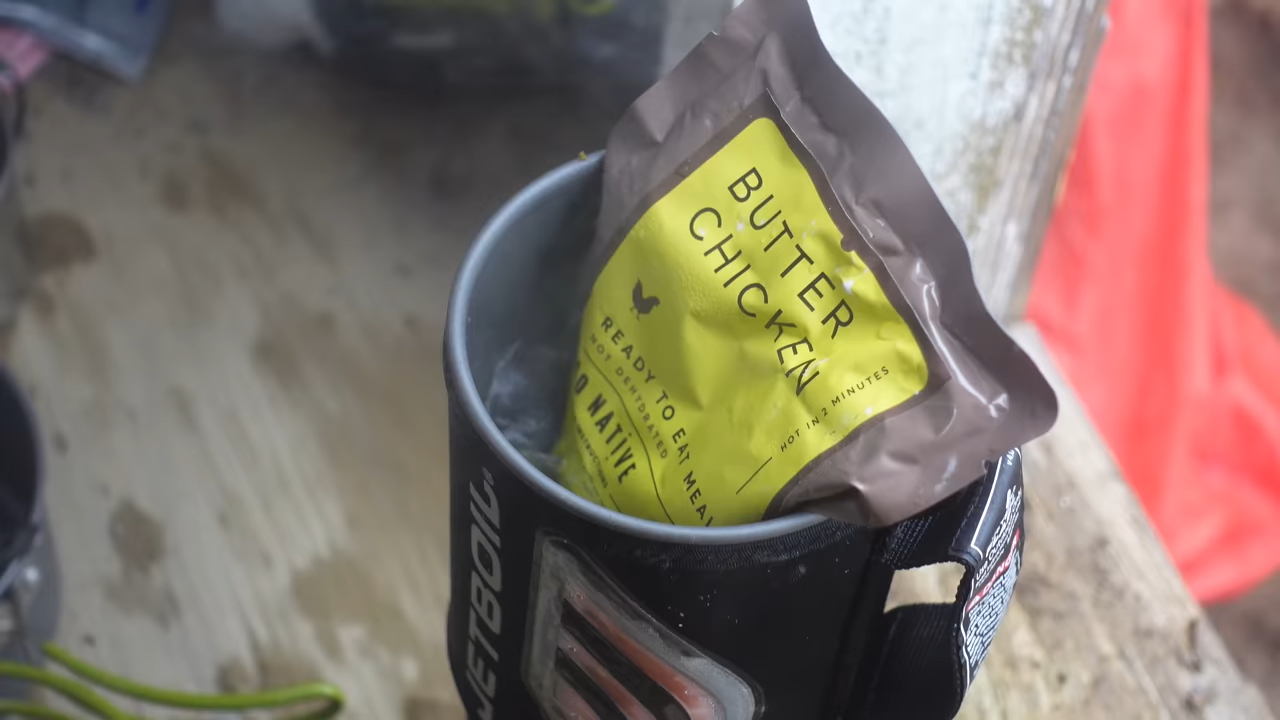 BUTTER
CHICKEN
HOT IN 2 MINUTES
READY TO EAT MEAL
NOT DEHYDRATED
NATIVE
JETBOIL